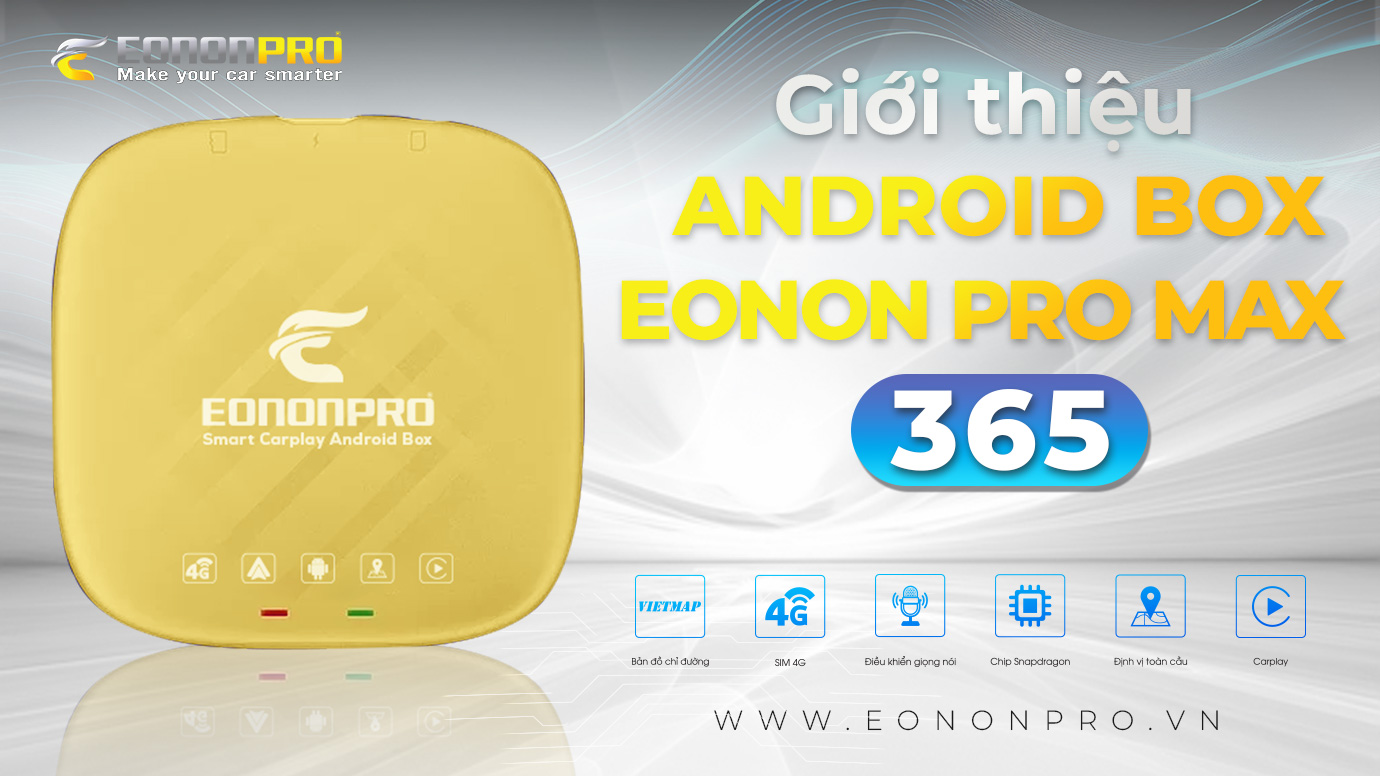 EONONPRO
Make your car smarter
Giới thiệu
ANDROID BOX
EONON PRO MAX
365
EONONPRO
Smart Carplay Android Box
4G
VIETMAP
4G
Bản đồ chỉ đường
SIM 4G
Điều khiển giọng nói
Chip Snapdragon
Định vị toàn cầu
Carplay
WWW.EONONPRO.VN